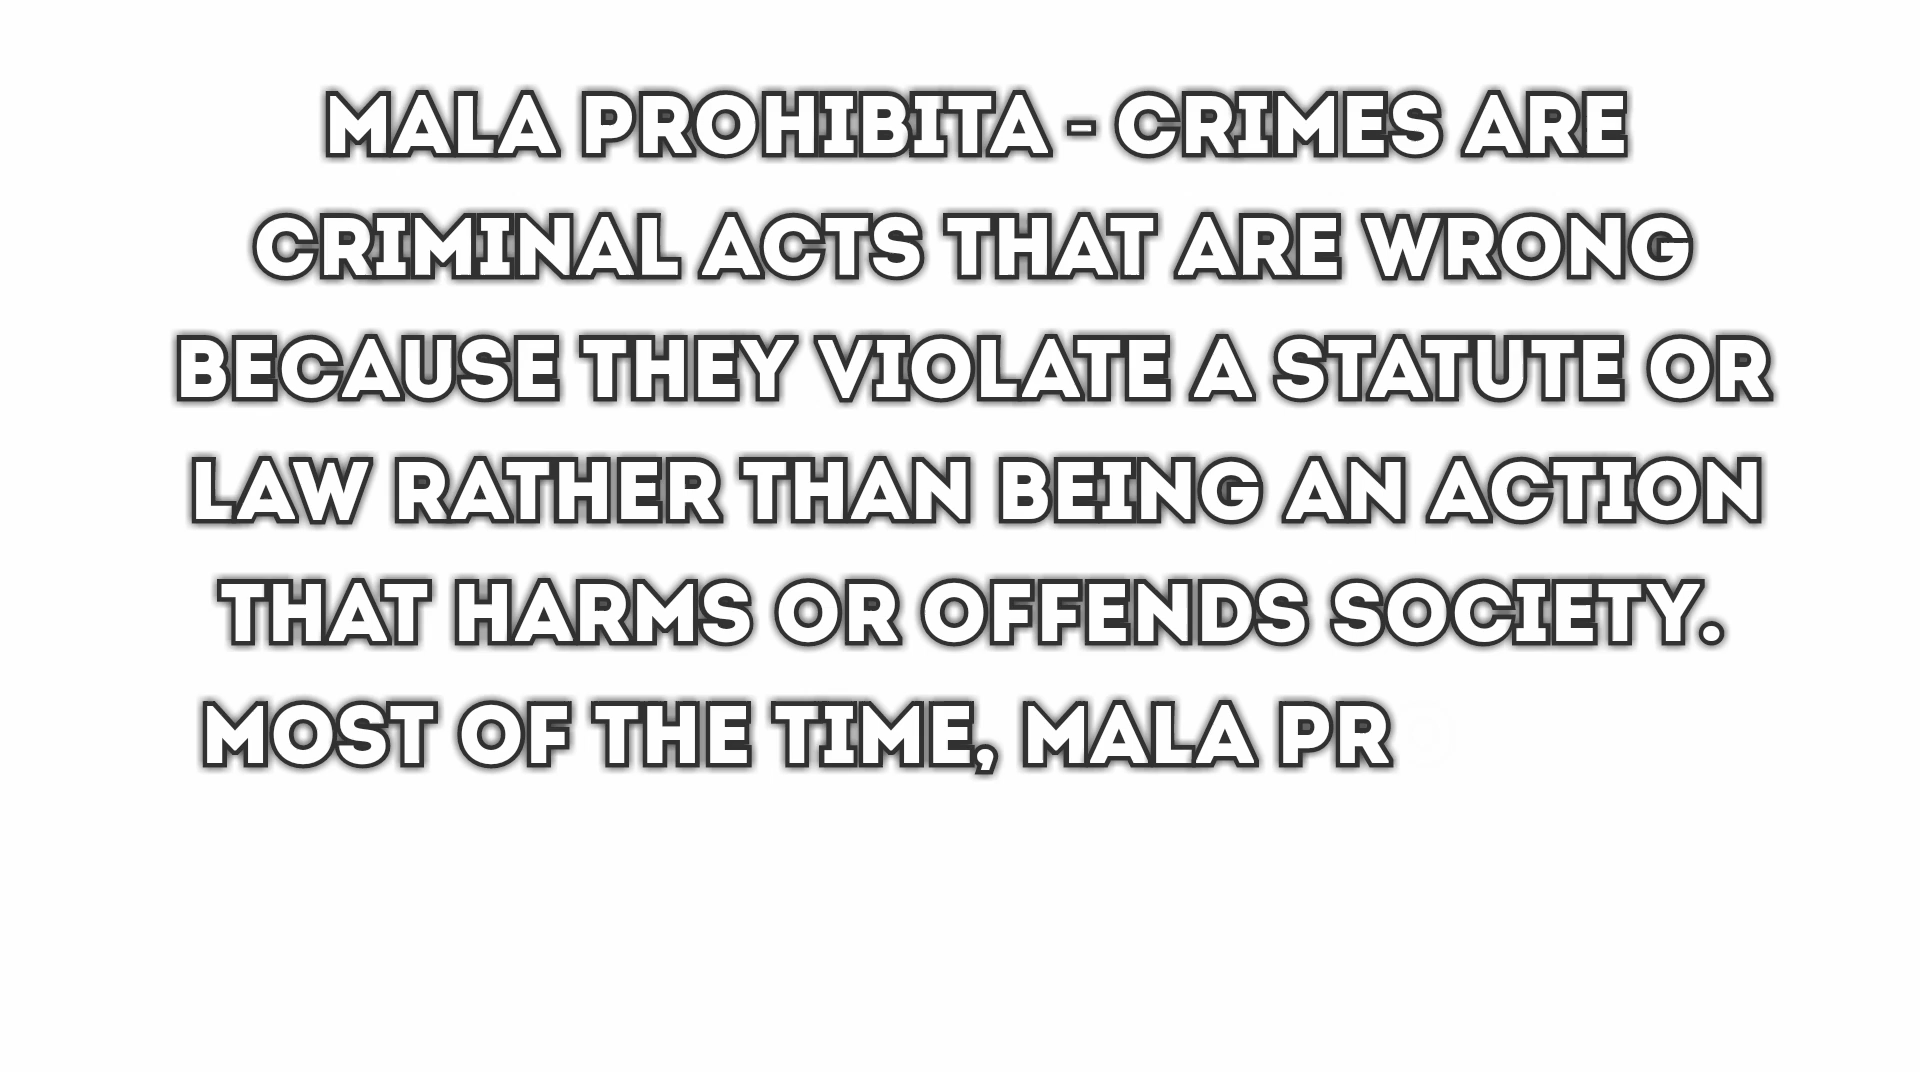 MALA PROHIBITA - CRIMES ARE
CRIMINAL ACTS THAT ARE WRONG
BECAUSE THEY VIOLATE A STATUTE OR
LAW RATHER THAN BEING AN ACTION
THAT HARMS OR OFFENDS SOCIETY.
MOST OF THE TIME, MALA PR